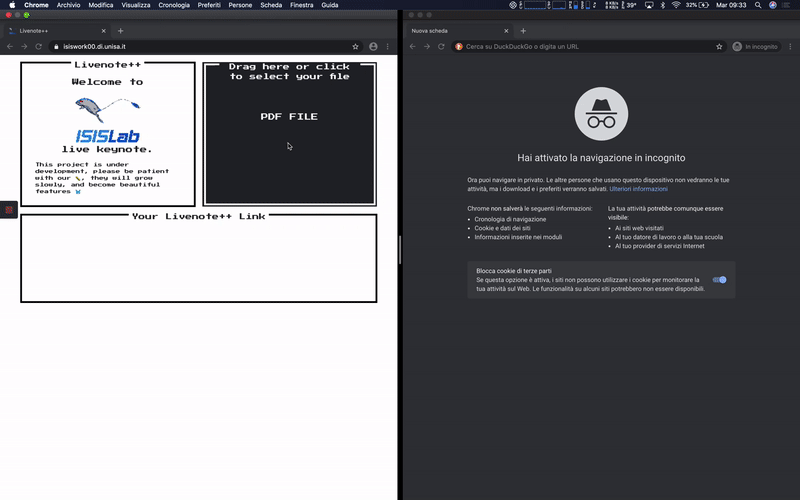 Chrome Archivio Modifica Visualizza Cronologia Preferiti Persone Scheda Finestra Guida
39° 32% Mar 09:33
Livenote++
isiswork00.di.unisa.it
Livenote++
Welcome to
ISISLab
live keynote.
This project is under
development, please be patient
with our 🐛, they will grow
slowly, and become beautiful
features 🦋
Drag here or click
to select your file
PDF FILE
Your Livenote++ Link
Nuova scheda
Cerca su DuckDuckGo o digita un URL
In incognito
Hai attivato la navigazione in incognito
Ora puoi navigare in privato. Le altre persone che usano questo dispositivo non vedranno le tue
attività, ma i download e i preferiti verranno salvati. Ulteriori informazioni
Chrome non salverà le seguenti informazioni:
Cronologia di navigazione
Cookie e dati dei siti
Informazioni inserite nei moduli
La tua attività potrebbe comunque essere
visibile:
Ai siti web visitati
Al tuo datore di lavoro o alla tua scuola
Al tuo provider di servizi Internet
Blocca cookie di terze parti
Se questa opzione è attiva, i siti non possono utilizzare i cookie per monitorare la
tua attività sul Web. Le funzionalità su alcuni siti potrebbero non essere disponibili.